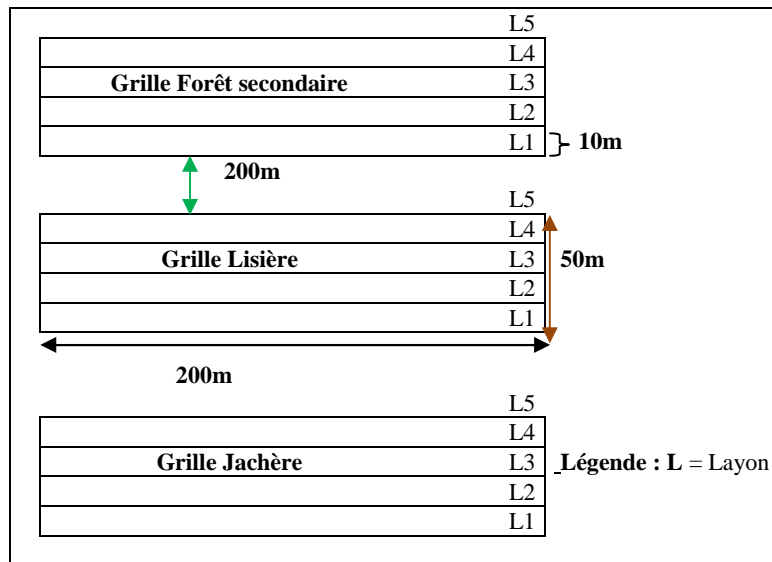 L5
L4
Grille Forêt secondaire L3
L2
L1 10m
200m
L5
L4
Grille Lisière L3 50m
L2
L1
200m
L5
L4
Grille Jachère L3 Légende : L = Layon
L2
L1